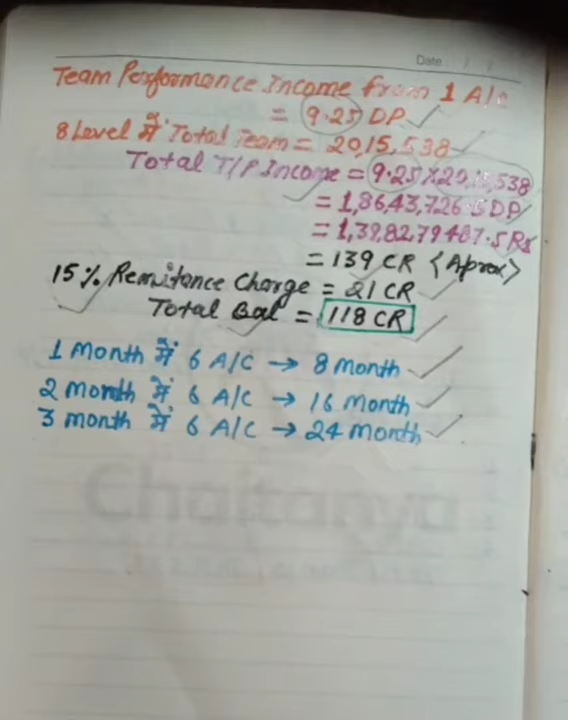 Date : / /
Team Performance Income from 1 A/c
= 9.25 DP
8 Level में Total Team = 20,15,538
Total T/P Income = 9.25 X 20,15,538
= 1,86,43,726.5 DP
= 1,39,82,79487.5 RS
= 139 CR <Aprox>
15% Remitance Charge = 21 CR
Total Bal = 118 CR
1 Month में 6 A/C → 8 month
2 month में 6 A/C → 16 month
3 month में 6 A/C → 24 month
Chaitanya